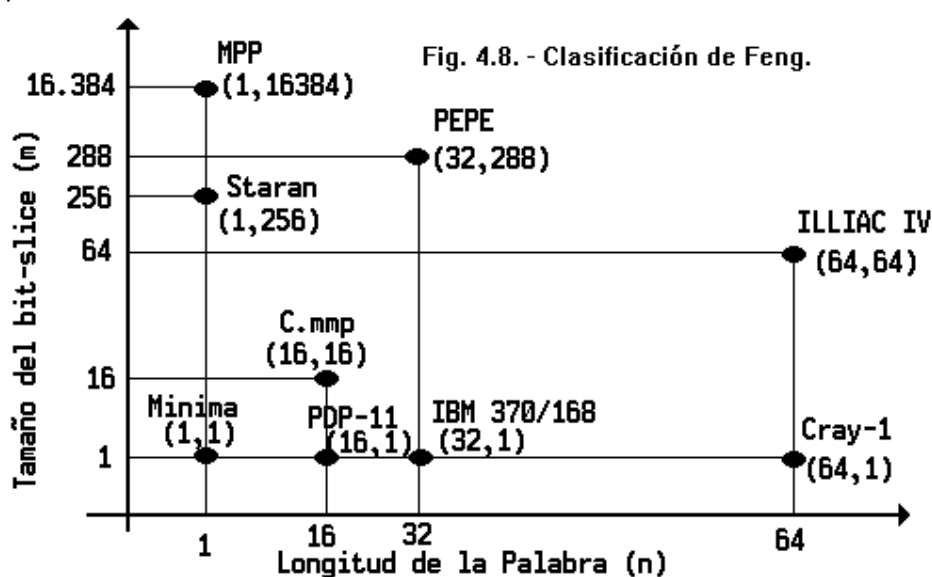 Fig. 4.8. - Clasificación de Feng.
Tamaño del bit-slice (m)
16.384
288
256
64
16
1
MPP
(1,16384)
PEPE
(32,288)
Staran
(1,256)
ILLIAC IV
(64,64)
C.mmp
(16,16)
Minima
(1,1)
PDP-11
(16,1)
IBM 370/168
(32,1)
Cray-1
(64,1)
1
16
32
64
Longitud de la Palabra (n)